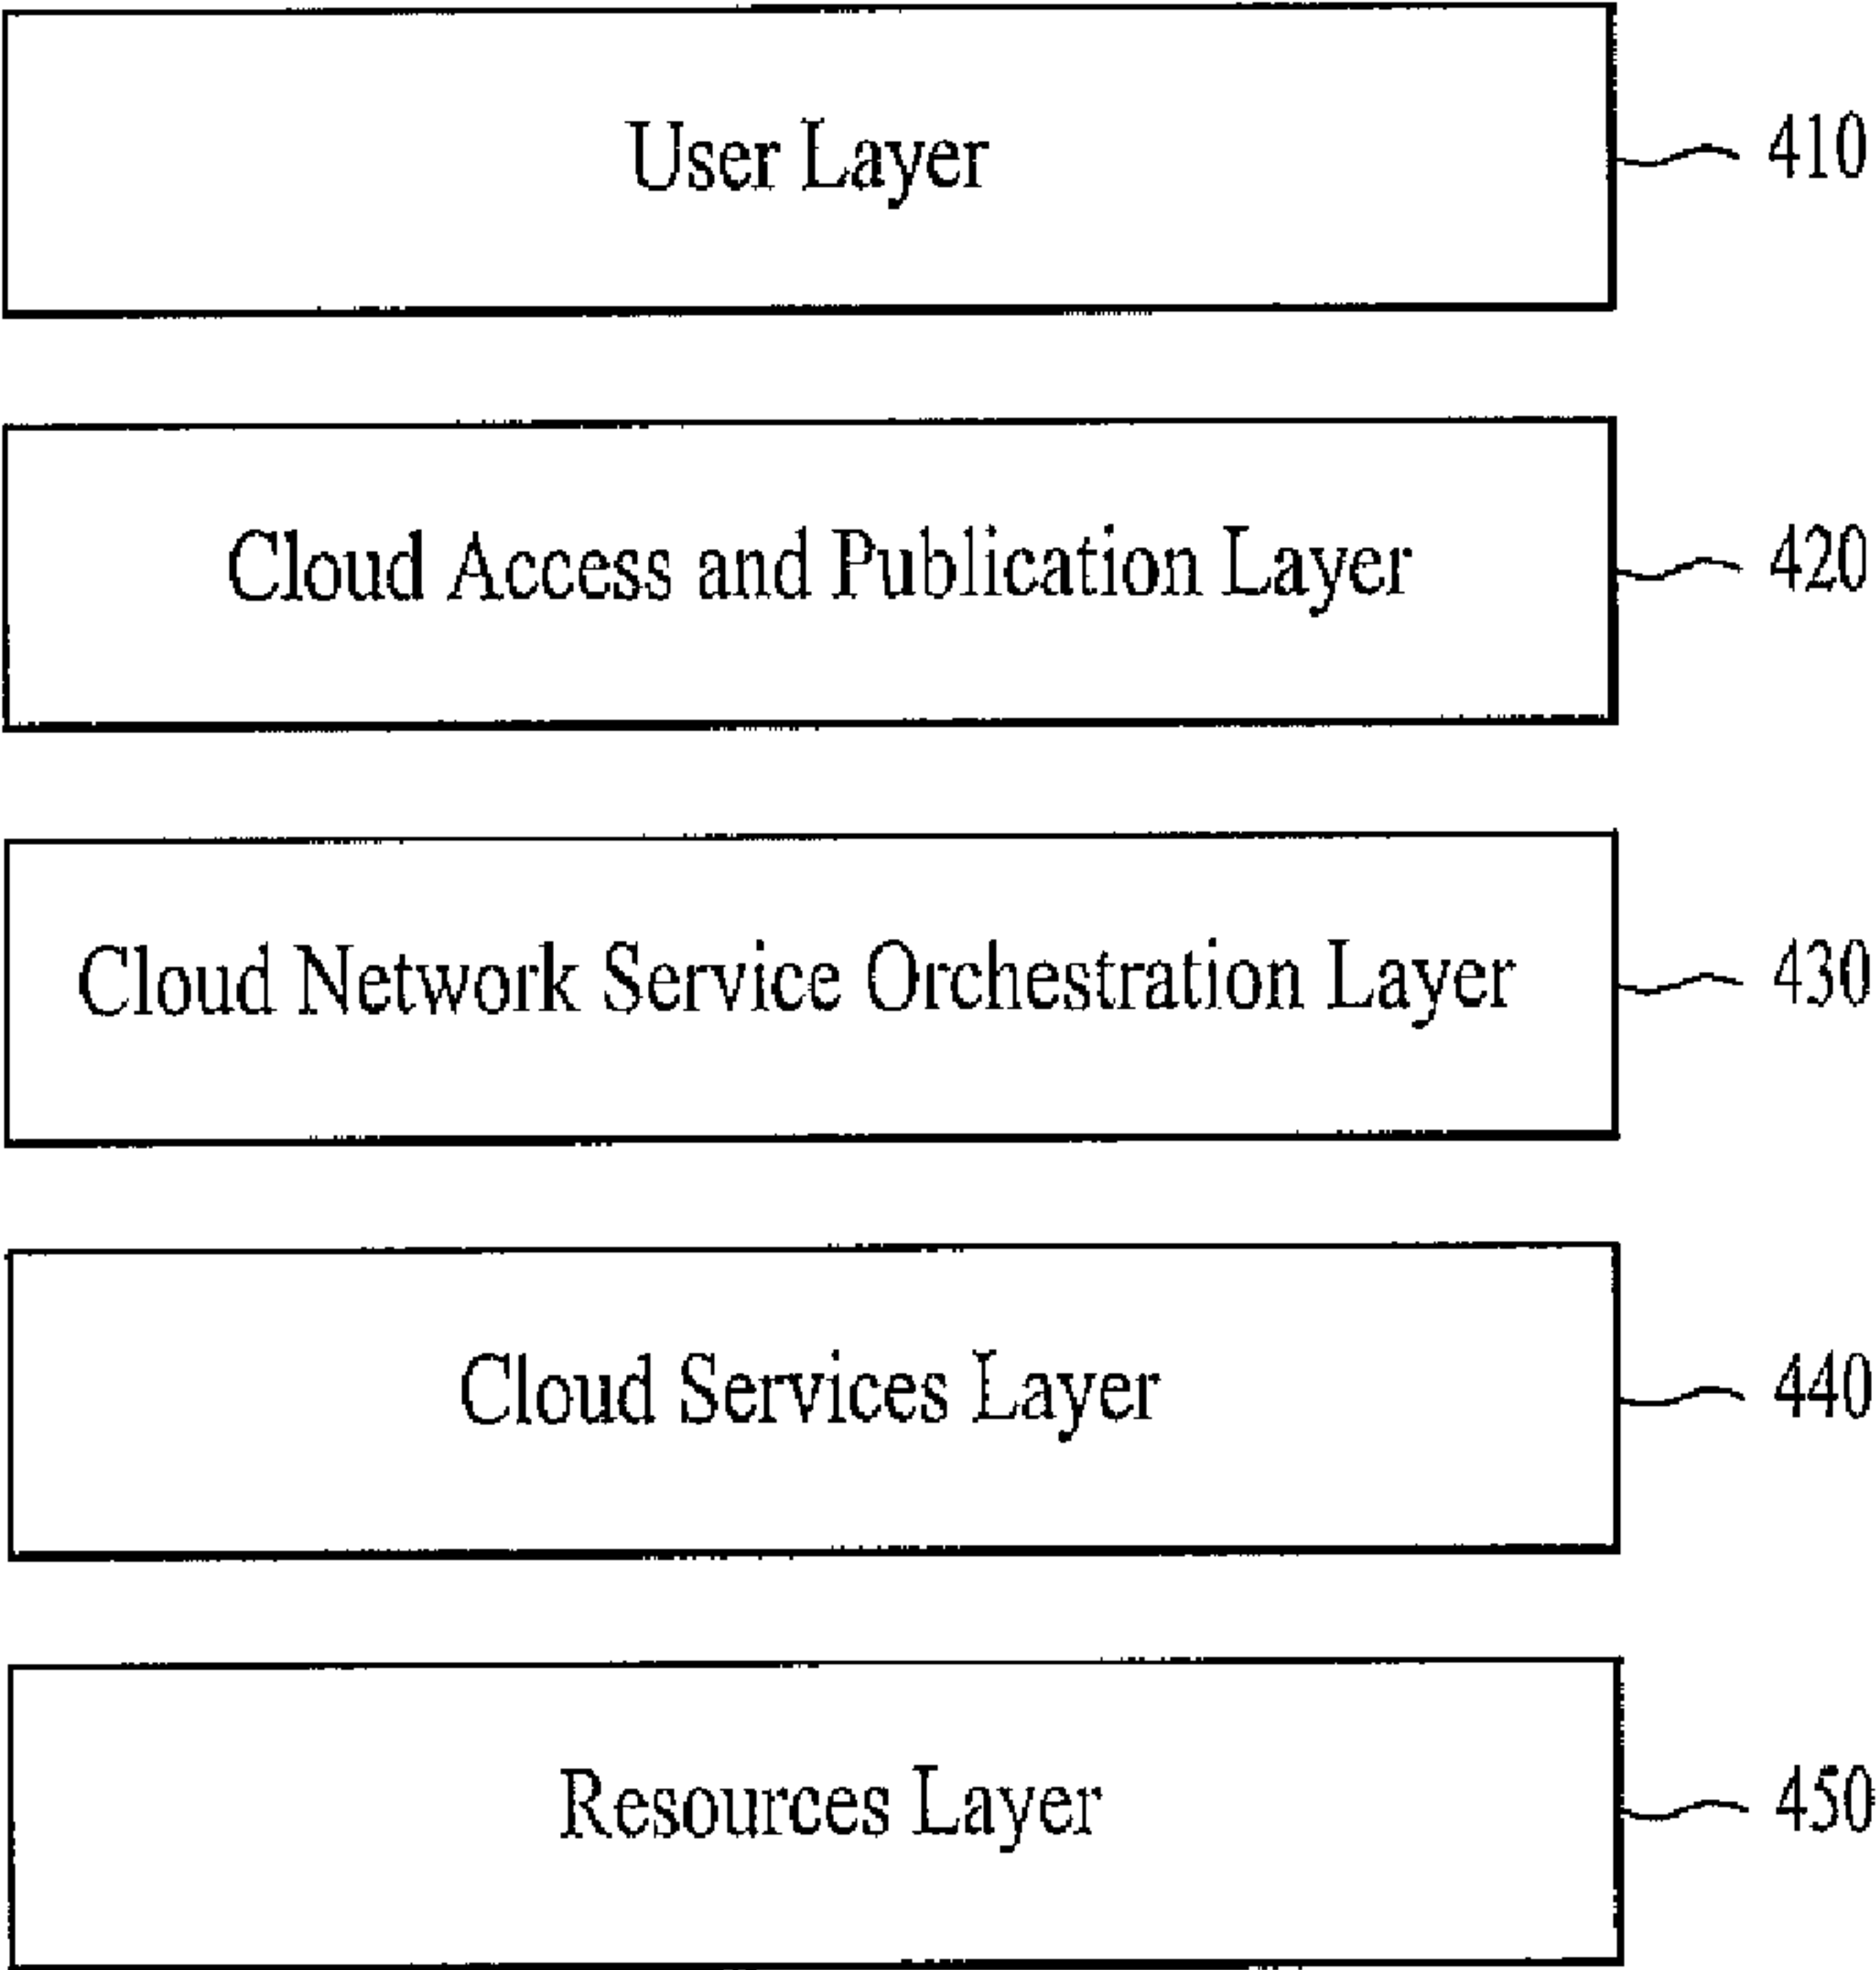 User Layer 410
Cloud Access and Publication Layer 420
Cloud Network Service Orchestration Layer 430
Cloud Services Layer 440
Resources Layer 450